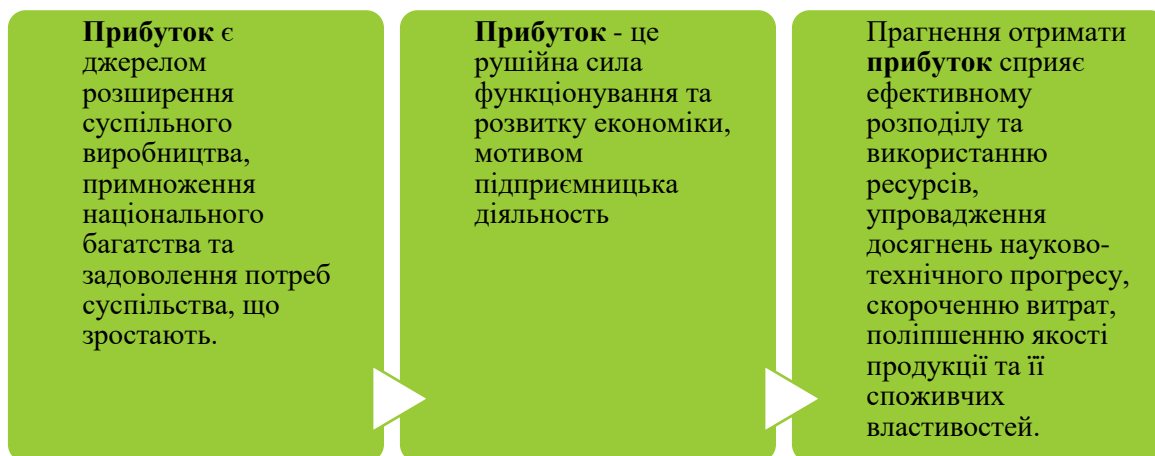 Прибуток є
джерелом
розширення
суспільного
виробництва,
примноження
національного
багатства та
задоволення потреб
суспільства, що
зростають.
Прибуток - це
рушійна сила
функціонування та
розвитку економіки,
мотивом
підприємницька
діяльность
Прагнення отримати
прибуток сприяє
ефективному
розподілу та
використанню
ресурсів,
упровадження
досягнень науково-
технічного прогресу,
скороченню витрат,
поліпшенню якості
продукції та її
споживчих
властивостей.